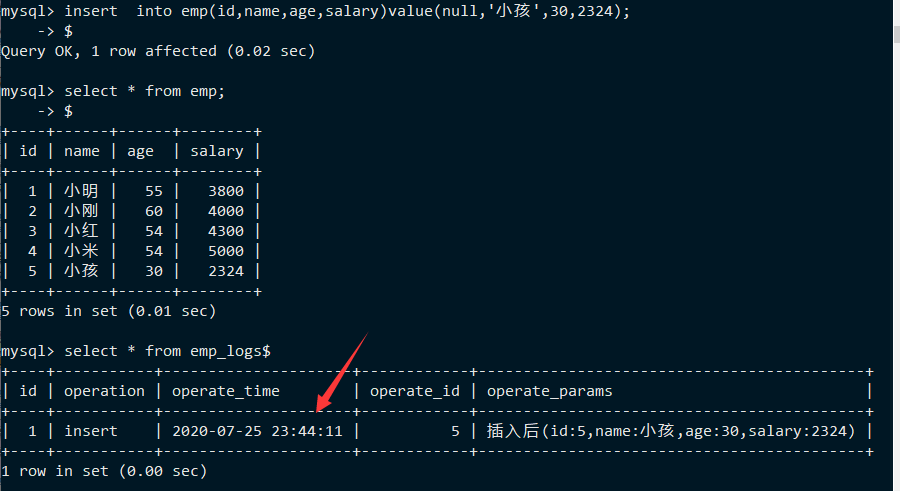 mysql> insert  into emp(id,name,age,salary)value(null,'小孩',30,2324);
    -> $
Query OK, 1 row affected (0.02 sec)

mysql> select * from emp;
    -> $
+----+------+------+--------+
| id | name | age  | salary |
+----+------+------+--------+
|  1 | 小明 |   55 |   3800 |
|  2 | 小刚 |   60 |   4000 |
|  3 | 小红 |   54 |   4300 |
|  4 | 小米 |   54 |   5000 |
|  5 | 小孩 |   30 |   2324 |
+----+------+------+--------+
5 rows in set (0.01 sec)

mysql> select * from emp_logs$
+----+-----------+---------------------+------------+-------------------------------------------+
| id | operation | operate_time        | operate_id | operate_params                            |
+----+-----------+---------------------+------------+-------------------------------------------+
|  1 | insert    | 2020-07-25 23:44:11 |          5 | 插入后(id:5,name:小孩,age:30,salary:2324) |
+----+-----------+---------------------+------------+-------------------------------------------+
1 row in set (0.00 sec)